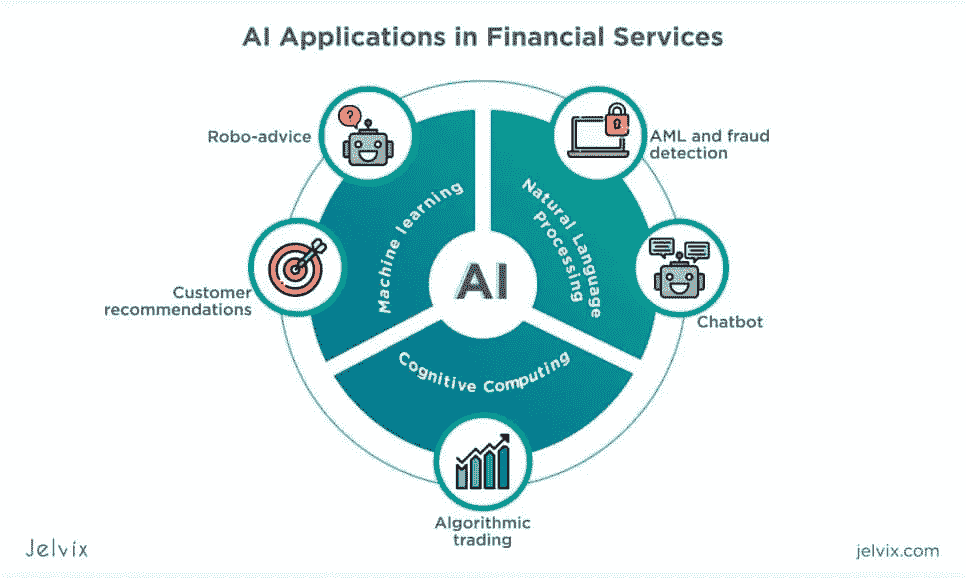 AI Applications in Financial Services
Robo-advice
?
AML and fraud
detection
Machine learning
Natural Language
Processing
AI
Customer
recommendations
Chatbot
Cognitive Computing
Algorithmic
trading
Jelvix
jelvix.com